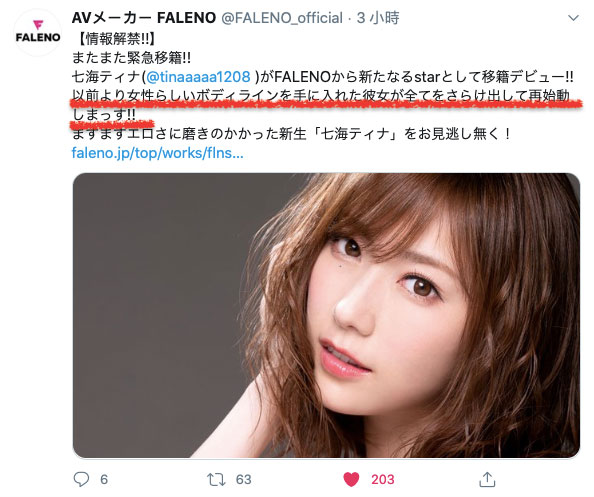 AVメーカー FALENO @FALENO_official · 3 小時
FALENO
【情報解禁!!】
またまた緊急移籍!!
七海ティナ(@tinaaaaa1208 )がFALENOから新たなるstarとして移籍デビュー!!
以前より女性らしいボディラインを手に入れた彼女が全てをさらけ出して再始動
しまっす!!
ますますエロさに磨きのかかった新生「七海ティナ」をお見逃し無く！
faleno.jp/top/works/flns...
6 63 203